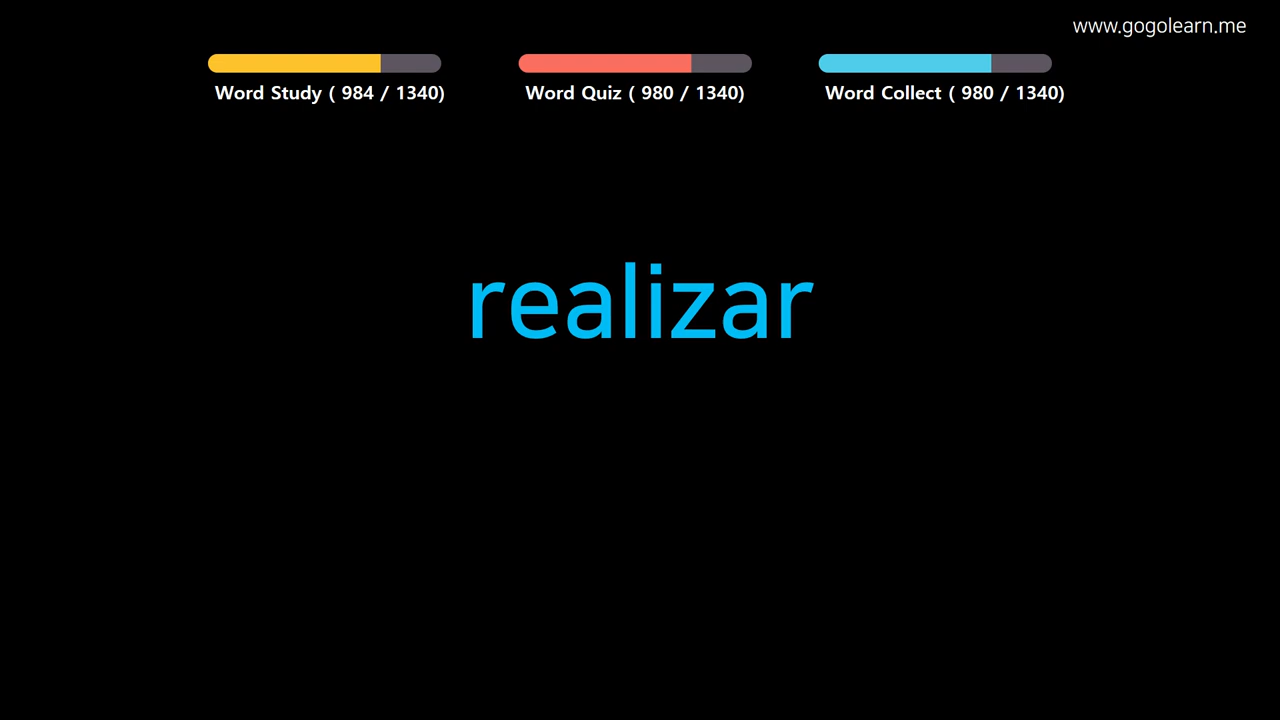 www.gogolearn.me
Word Study ( 984 / 1340)
Word Quiz ( 980 / 1340)
Word Collect ( 980 / 1340)
realizar